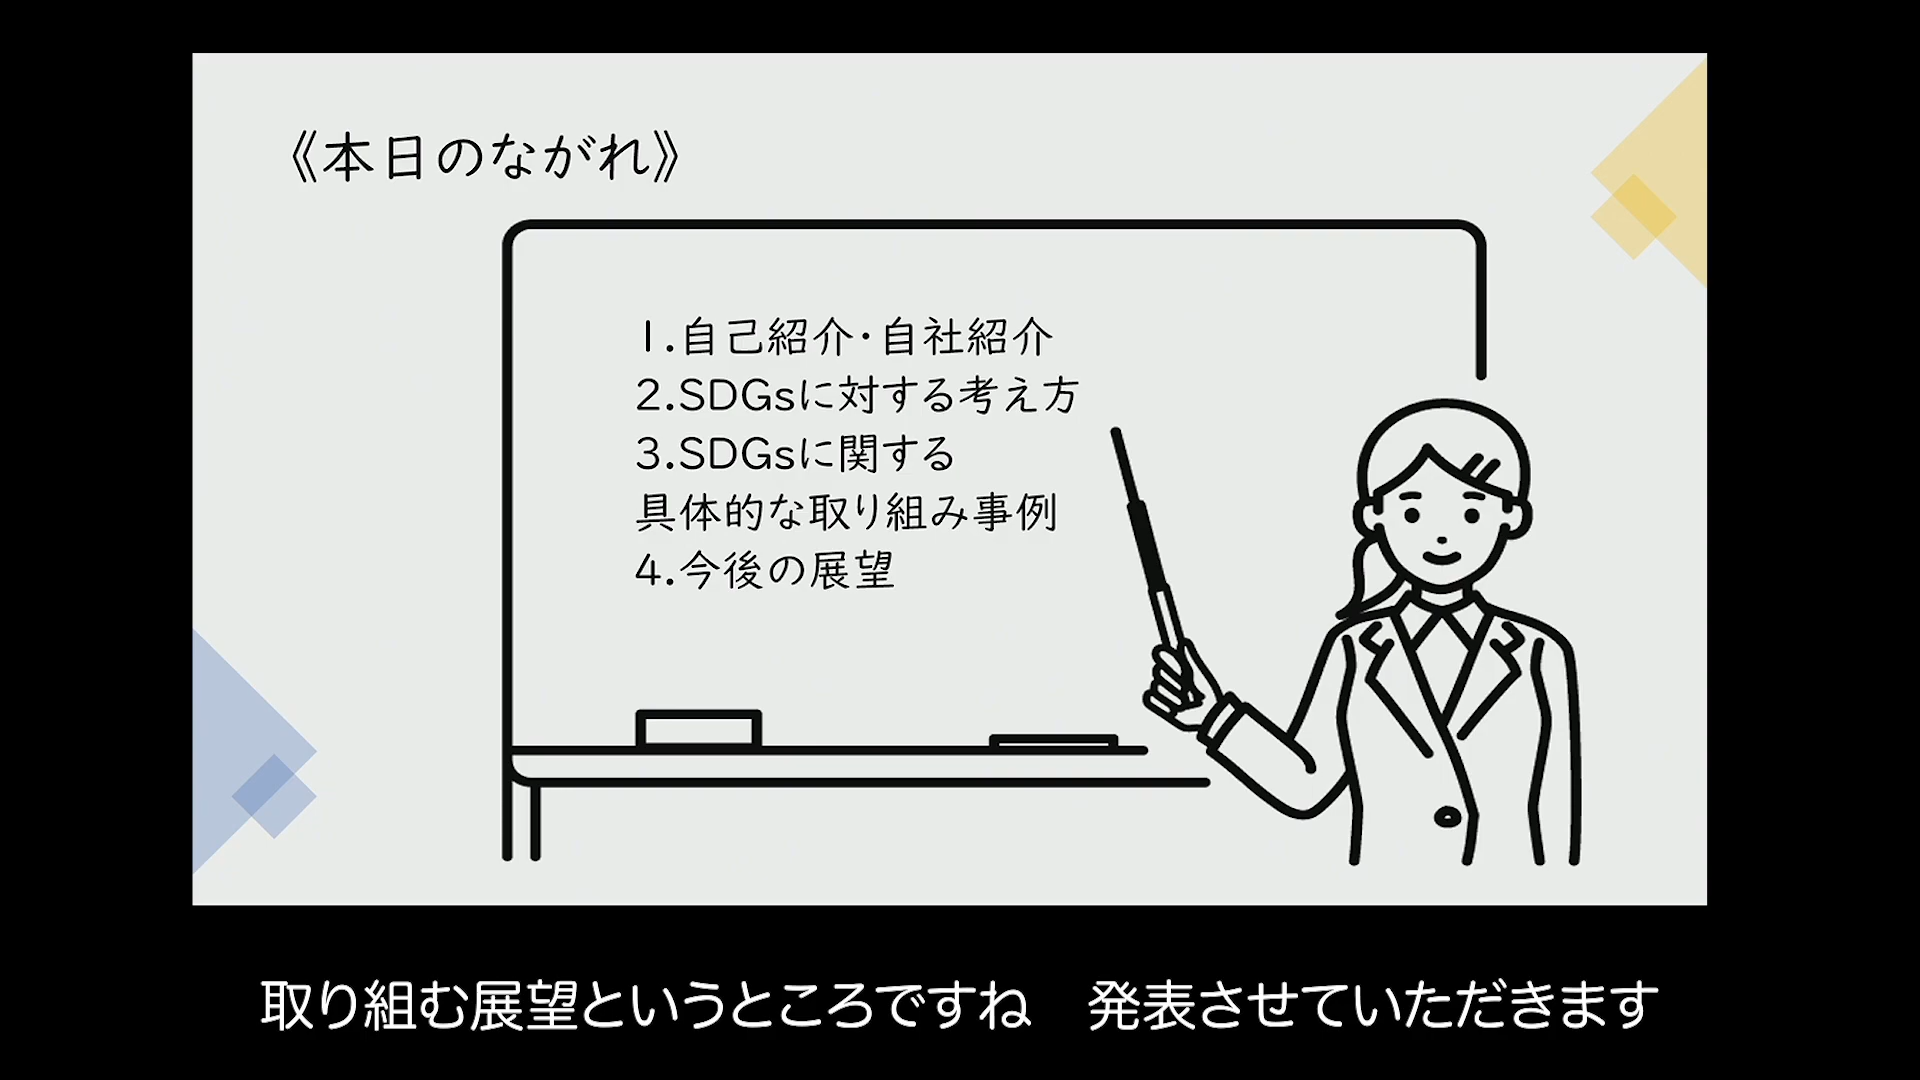 《本日のながれ》
1.自己紹介・自社紹介
2.SDGsに対する考え方
3.SDGsに関する
具体的な取り組み事例
4.今後の展望
取り組む展望というところですね　発表させていただきます